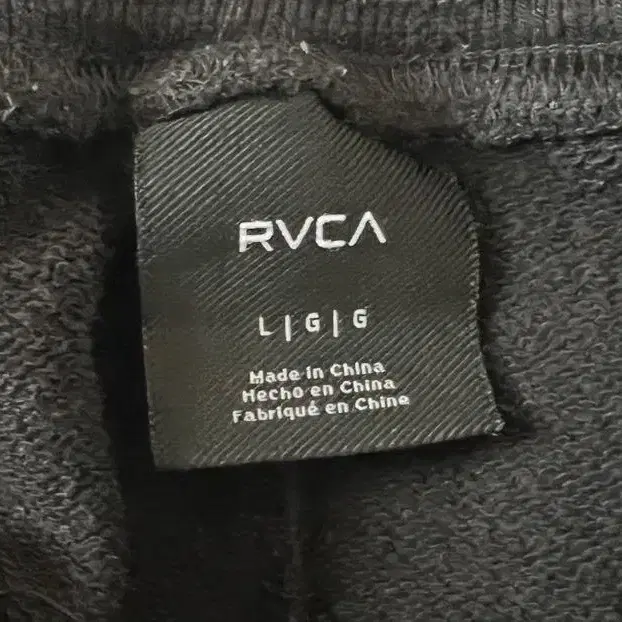 RVCA
L | G | G
Made in China
Hecho en China
Fabriqué en Chine